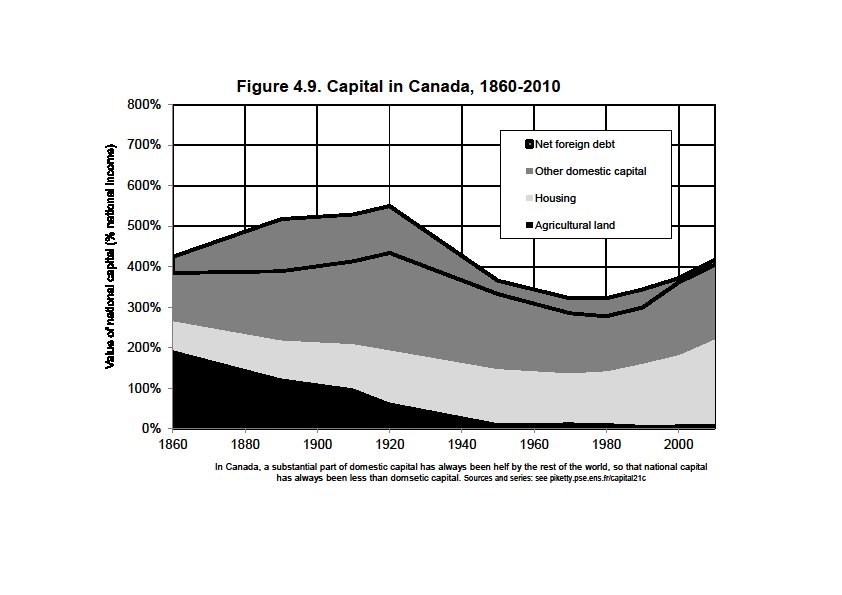 Figure 4.9. Capital in Canada, 1860-2010
800%
700%
600%
500%
400%
300%
200%
100%
0%
Value of national capital (% national income)
Net foreign debt
Other domestic capital
Housing
Agricultural land
1860 1880 1900 1920 1940 1960 1980 2000
In Canada, a substantial part of domestic capital has always been helf by the rest of the world, so that national capital
has always been less than domsetic capital. Sources and series: see piketty.pse.ens.fr/capital21c